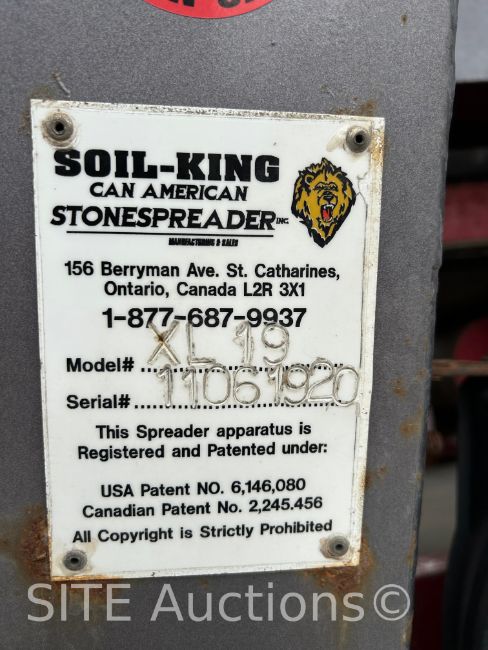 SOIL-KING
CAN AMERICAN
STONESPREADER INC.
MANUFACTURING & SALES
156 Berryman Ave. St. Catharines,
Ontario, Canada L2R 3X1
1-877-687-9937
Model# XL 19
Serial# 11061920
This Spreader apparatus is
Registered and Patented under:
USA Patent NO. 6,146,080
Canadian Patent No. 2,245.456
All Copyright is Strictly Prohibited
SITE Auctions©